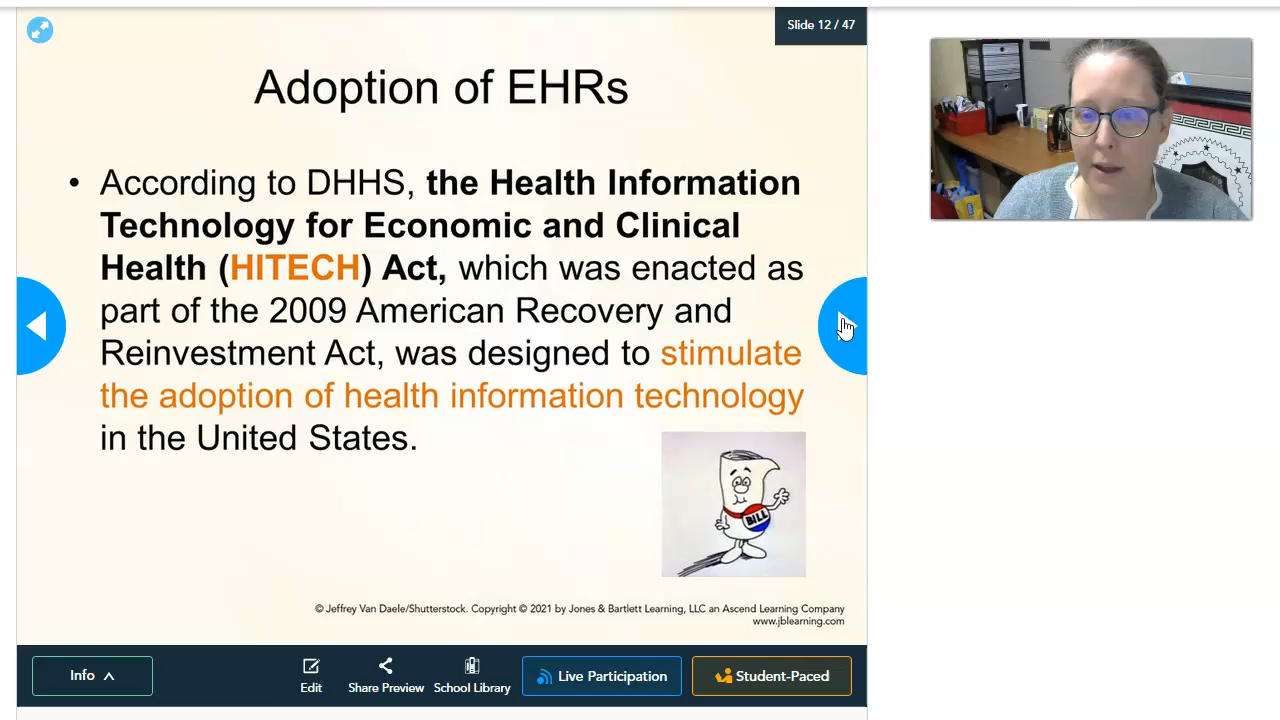 Slide 12 / 47
Adoption of EHRs
• According to DHHS, the Health Information
Technology for Economic and Clinical
Health (HITECH) Act, which was enacted as
part of the 2009 American Recovery and
Reinvestment Act, was designed to stimulate
the adoption of health information technology
in the United States.
BILL
© Jeffrey Van Daele/Shutterstock. Copyright © 2021 by Jones & Bartlett Learning, LLC an Ascend Learning Company
www.jblearning.com
Info
Edit
Share Preview
School Library
Live Participation
Student-Paced